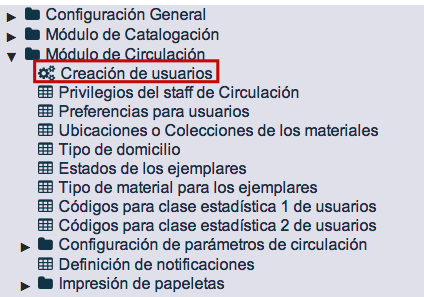 Configuración General
Módulo de Catalogación
Módulo de Circulación
Creación de usuarios
Privilegios del staff de Circulación
Preferencias para usuarios
Ubicaciones o Colecciones de los materiales
Tipo de domicilio
Estados de los ejemplares
Tipo de material para los ejemplares
Códigos para clase estadística 1 de usuarios
Códigos para clase estadística 2 de usuarios
Configuración de parámetros de circulación
Definición de notificaciones
Impresión de papeletas